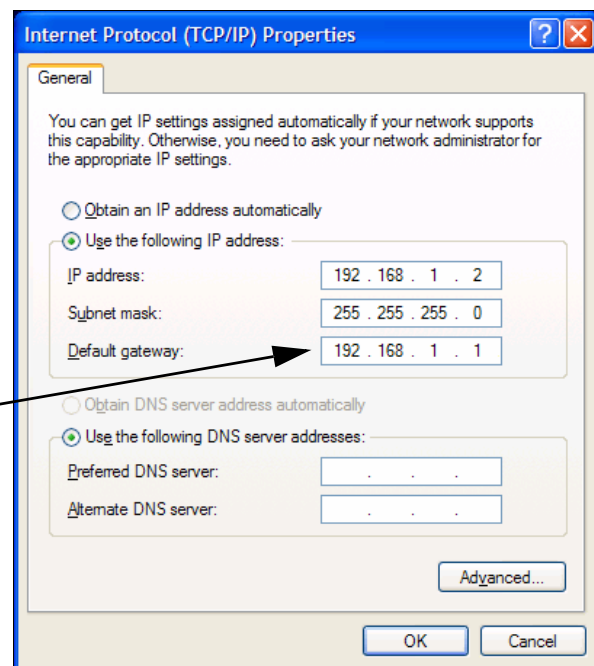 Internet Protocol (TCP/IP) Properties
General
You can get IP settings assigned automatically if your network supports
this capability. Otherwise, you need to ask your network administrator for
the appropriate IP settings.
Obtain an IP address automatically
Use the following IP address:
IP address: 192 . 168 . 1 . 2
Subnet mask: 255 . 255 . 255 . 0
Default gateway: 192 . 168 . 1 . 1
Obtain DNS server address automatically
Use the following DNS server addresses:
Preferred DNS server: . . .
Alternate DNS server: . . .
Advanced...
OK Cancel